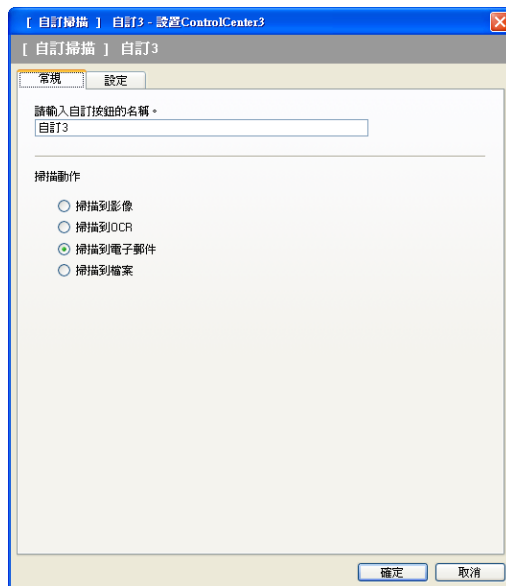 [ 自訂掃描 ] 自訂3 - 設置ControlCenter3
[ 自訂掃描 ] 自訂3
常規 設定
請輸入自訂按鈕的名稱。
自訂3
掃描動作
掃描到影像
掃描到OCR
掃描到電子郵件
掃描到檔案
確定 取消